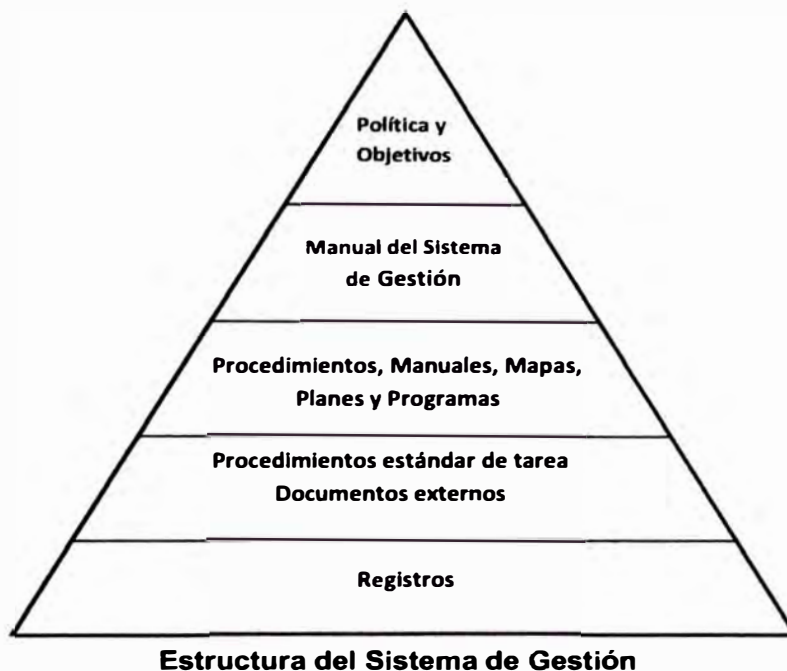 Política y
Objetivos
Manual del Sistema
de Gestión
Procedimientos, Manuales, Mapas,
Planes y Programas
Procedimientos estándar de tarea
Documentos externos
Registros
Estructura del Sistema de Gestión